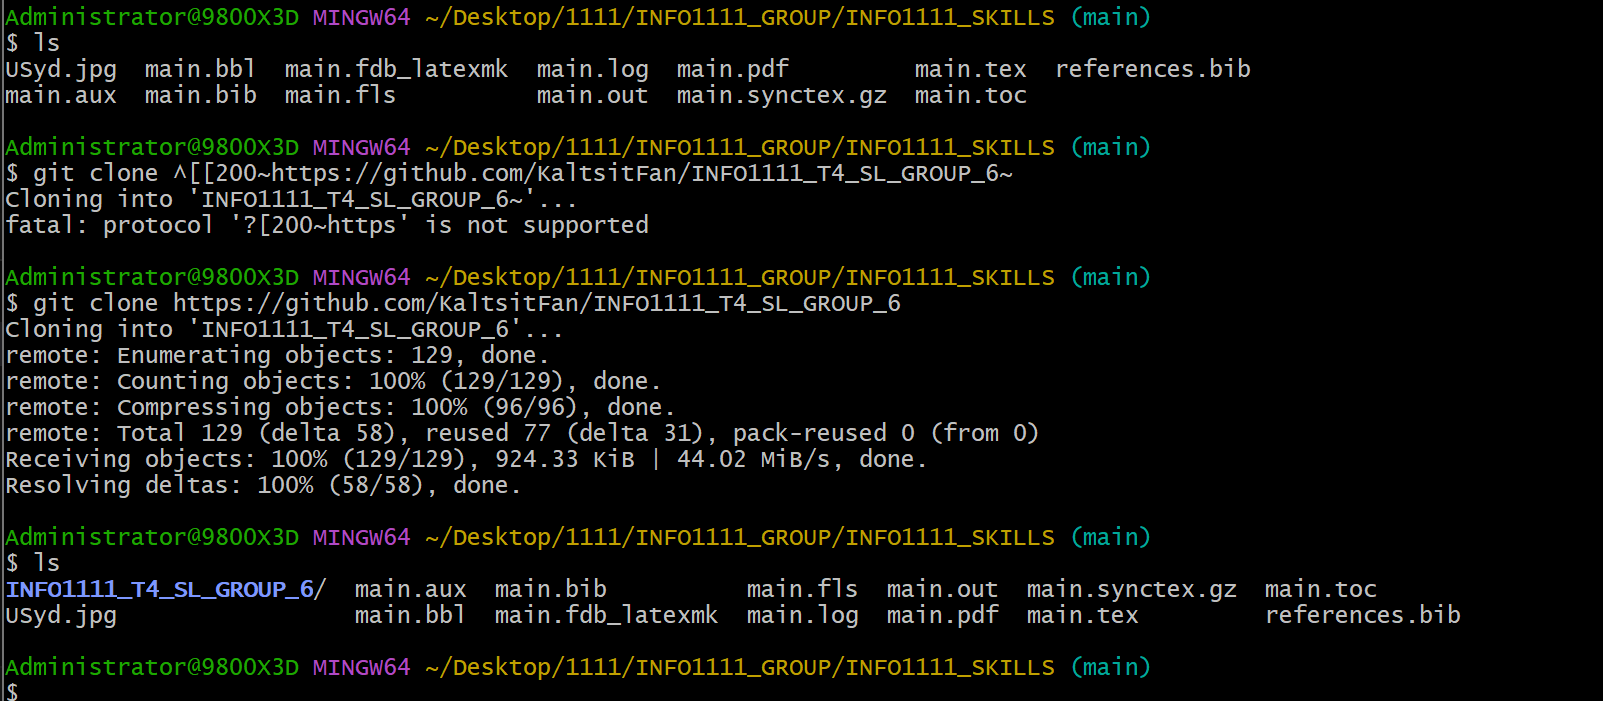 Administrator@9800X3D MINGW64 ~/Desktop/1111/INFO1111_GROUP/INFO1111_SKILLS (main)
$ ls
USyd.jpg  main.bbl  main.fdb_latexmk  main.log  main.pdf         main.tex  references.bib
main.aux  main.bib  main.fls          main.out  main.synctex.gz  main.toc
Administrator@9800X3D MINGW64 ~/Desktop/1111/INFO1111_GROUP/INFO1111_SKILLS (main)
$ git clone ^[[200~https://github.com/KaltsitFan/INFO1111_T4_SL_GROUP_6~
Cloning into 'INFO1111_T4_SL_GROUP_6~'...
fatal: protocol '?[200~https' is not supported
Administrator@9800X3D MINGW64 ~/Desktop/1111/INFO1111_GROUP/INFO1111_SKILLS (main)
$ git clone https://github.com/KaltsitFan/INFO1111_T4_SL_GROUP_6
Cloning into 'INFO1111_T4_SL_GROUP_6'...
remote: Enumerating objects: 129, done.
remote: Counting objects: 100% (129/129), done.
remote: Compressing objects: 100% (96/96), done.
remote: Total 129 (delta 58), reused 77 (delta 31), pack-reused 0 (from 0)
Receiving objects: 100% (129/129), 924.33 KiB | 44.02 MiB/s, done.
Resolving deltas: 100% (58/58), done.
Administrator@9800X3D MINGW64 ~/Desktop/1111/INFO1111_GROUP/INFO1111_SKILLS (main)
$ ls
INFO1111_T4_SL_GROUP_6/  main.aux  main.bib          main.fls  main.out  main.synctex.gz  main.toc
USyd.jpg                 main.bbl  main.fdb_latexmk  main.log  main.pdf  main.tex         references.bib
Administrator@9800X3D MINGW64 ~/Desktop/1111/INFO1111_GROUP/INFO1111_SKILLS (main)
$